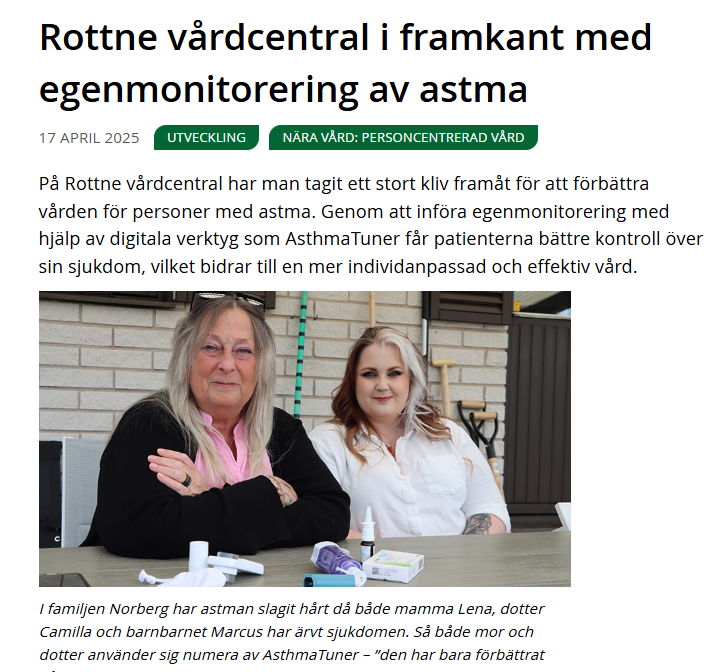 Rottne vårdcentral i framkant med
egenmonitorering av astma
17 APRIL 2025 UTVECKLING NÄRA VÅRD: PERSONCENTRERAD VÅRD
På Rottne vårdcentral har man tagit ett stort kliv framåt för att förbättra
vården för personer med astma. Genom att införa egenmonitorering med
hjälp av digitala verktyg som AsthmaTuner får patienterna bättre kontroll över
sin sjukdom, vilket bidrar till en mer individanpassad och effektiv vård.
I familjen Norberg har astman slagit hårt då både mamma Lena, dotter
Camilla och barnbarnet Marcus har ärvt sjukdomen. Så både mor och
dotter använder sig numera av AsthmaTuner – ”den har bara förbättrat